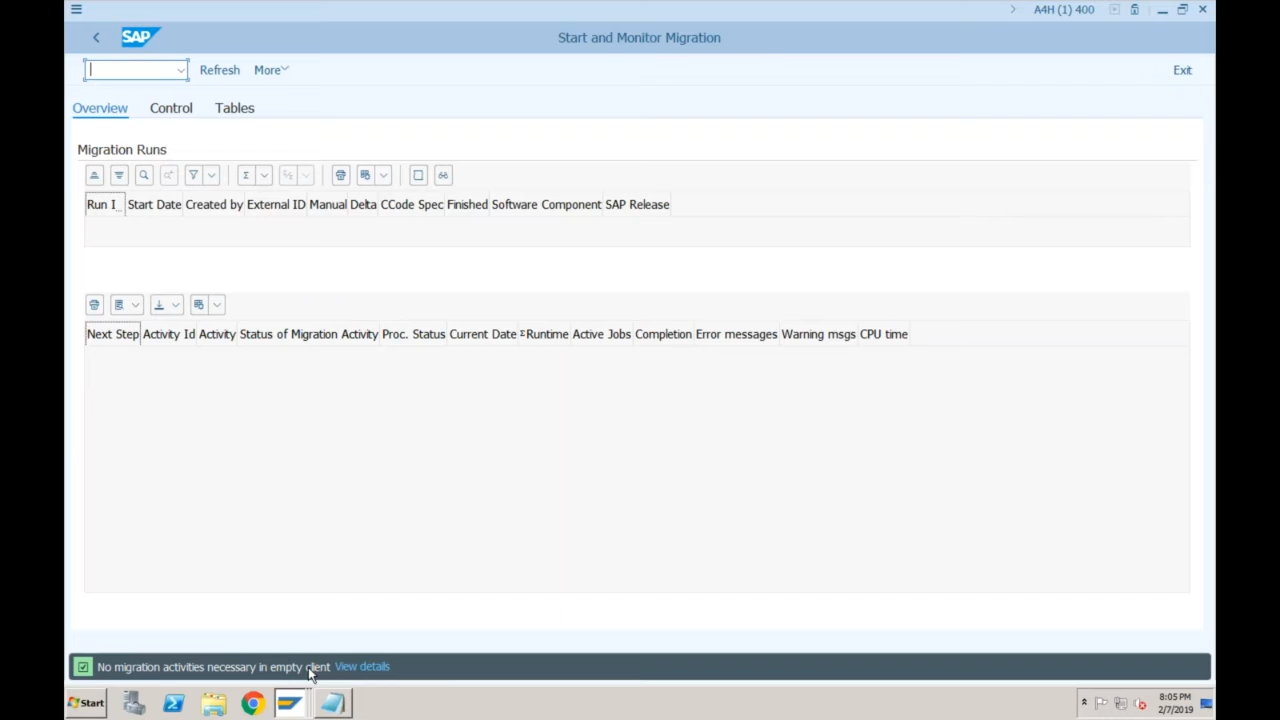 A4H (1) 400
SAP
Start and Monitor Migration
Refresh
More
Exit
Overview
Control
Tables
Migration Runs
Run I_ Start Date Created by External ID Manual Delta CCode Spec Finished Software Component SAP Release
Next Step Activity Id Activity Status of Migration Activity Proc. Status Current Date ΣRuntime Active Jobs Completion Error messages Warning msgs CPU time
No migration activities necessary in empty client View details
Start
8:05 PM
2/7/2019